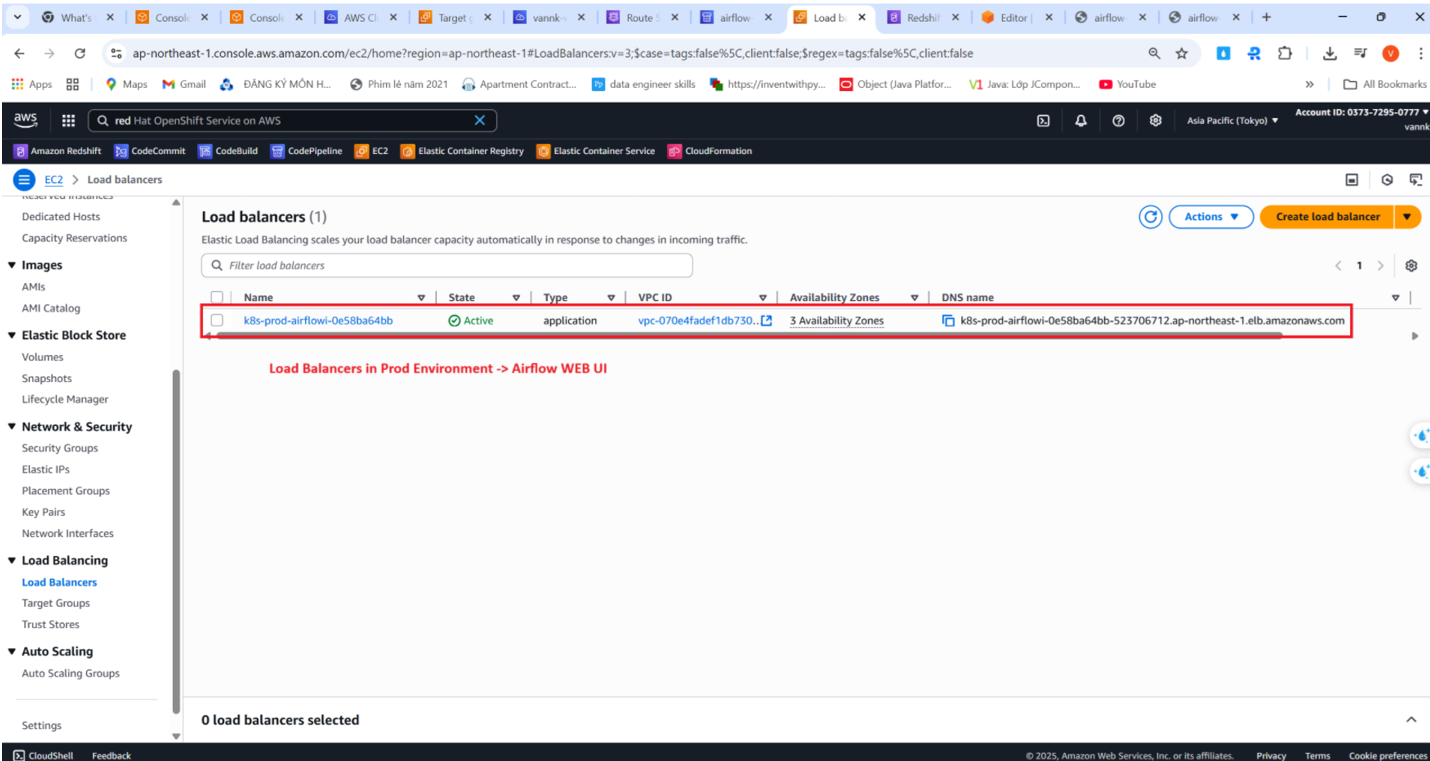 What's
Consol
Consol
AWS Cl
Target g
vannk-
Route 5
airflow-
Load b
Redshif
Editor |
airflow-
airflow-
ap-northeast-1.console.aws.amazon.com/ec2/home?region=ap-northeast-1#LoadBalancers:v=3;$case=tags:false%5C,client:false;$regex=tags:false%5C,client:false
Apps Maps Gmail ĐĂNG KÝ MÔN H... Phim lẻ năm 2021 Apartment Contract... data engineer skills https://inventwithpy... Object (Java Platfor... V1 Java: Lớp JCompon... YouTube » All Bookmarks
aws red Hat OpenShift Service on AWS Asia Pacific (Tokyo) Account ID: 0373-7295-0777
vannk
Amazon Redshift CodeCommit CodeBuild CodePipeline EC2 Elastic Container Registry Elastic Container Service CloudFormation
EC2 > Load balancers
Reserved Instances
Dedicated Hosts
Capacity Reservations
Images
AMIs
AMI Catalog
Elastic Block Store
Volumes
Snapshots
Lifecycle Manager
Network & Security
Security Groups
Elastic IPs
Placement Groups
Key Pairs
Network Interfaces
Load Balancing
Load Balancers
Target Groups
Trust Stores
Auto Scaling
Auto Scaling Groups
Settings
Load balancers (1)
Actions
Create load balancer
Elastic Load Balancing scales your load balancer capacity automatically in response to changes in incoming traffic.
Filter load balancers
< 1 >
Name State Type VPC ID Availability Zones DNS name
k8s-prod-airflowi-0e58ba64bb Active application vpc-070e4fadef1db730... 3 Availability Zones k8s-prod-airflowi-0e58ba64bb-523706712.ap-northeast-1.elb.amazonaws.com
Load Balancers in Prod Environment -> Airflow WEB UI
0 load balancers selected
CloudShell Feedback © 2025, Amazon Web Services, Inc. or its affiliates. Privacy Terms Cookie preferences